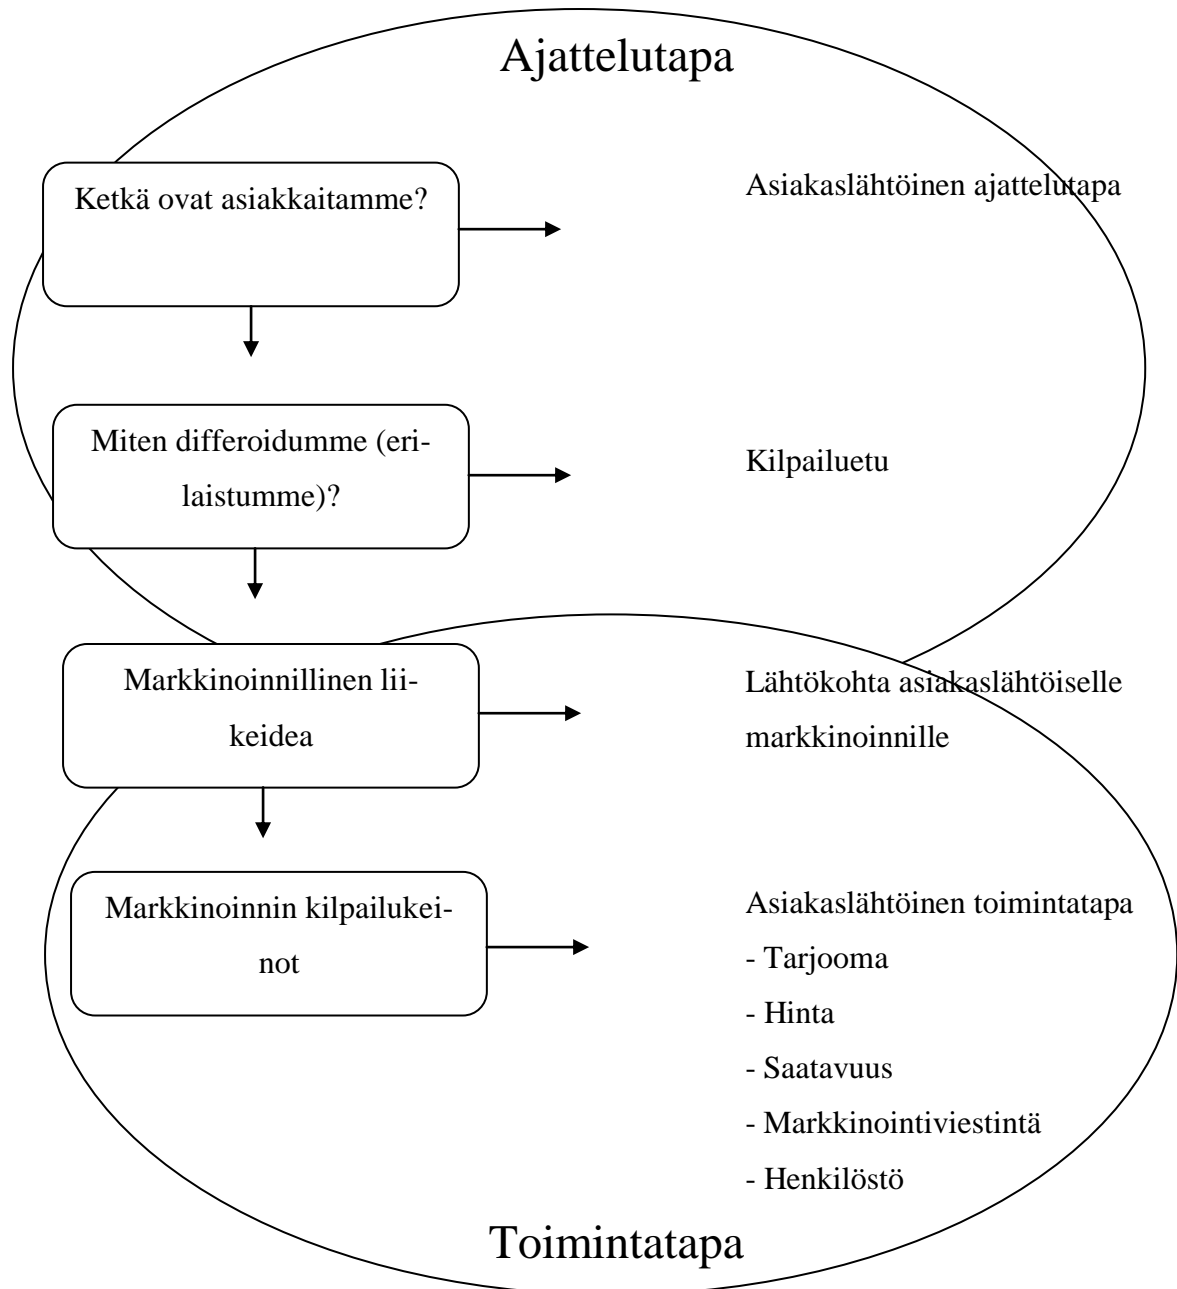 Ajattelutapa
Ketkä ovat asiakkaitamme?
Asiakaslähtöinen ajattelutapa
Miten differoidumme (eri-
laistumme)?
Kilpailuetu
Markkinoinnillinen lii-
keidea
Lähtökohta asiakaslähtöiselle
markkinoinnille
Markkinoinnin kilpailukei-
not
Asiakaslähtöinen toimintatapa
- Tarjooma
- Hinta
- Saatavuus
- Markkinointiviestintä
- Henkilöstö
Toimintatapa